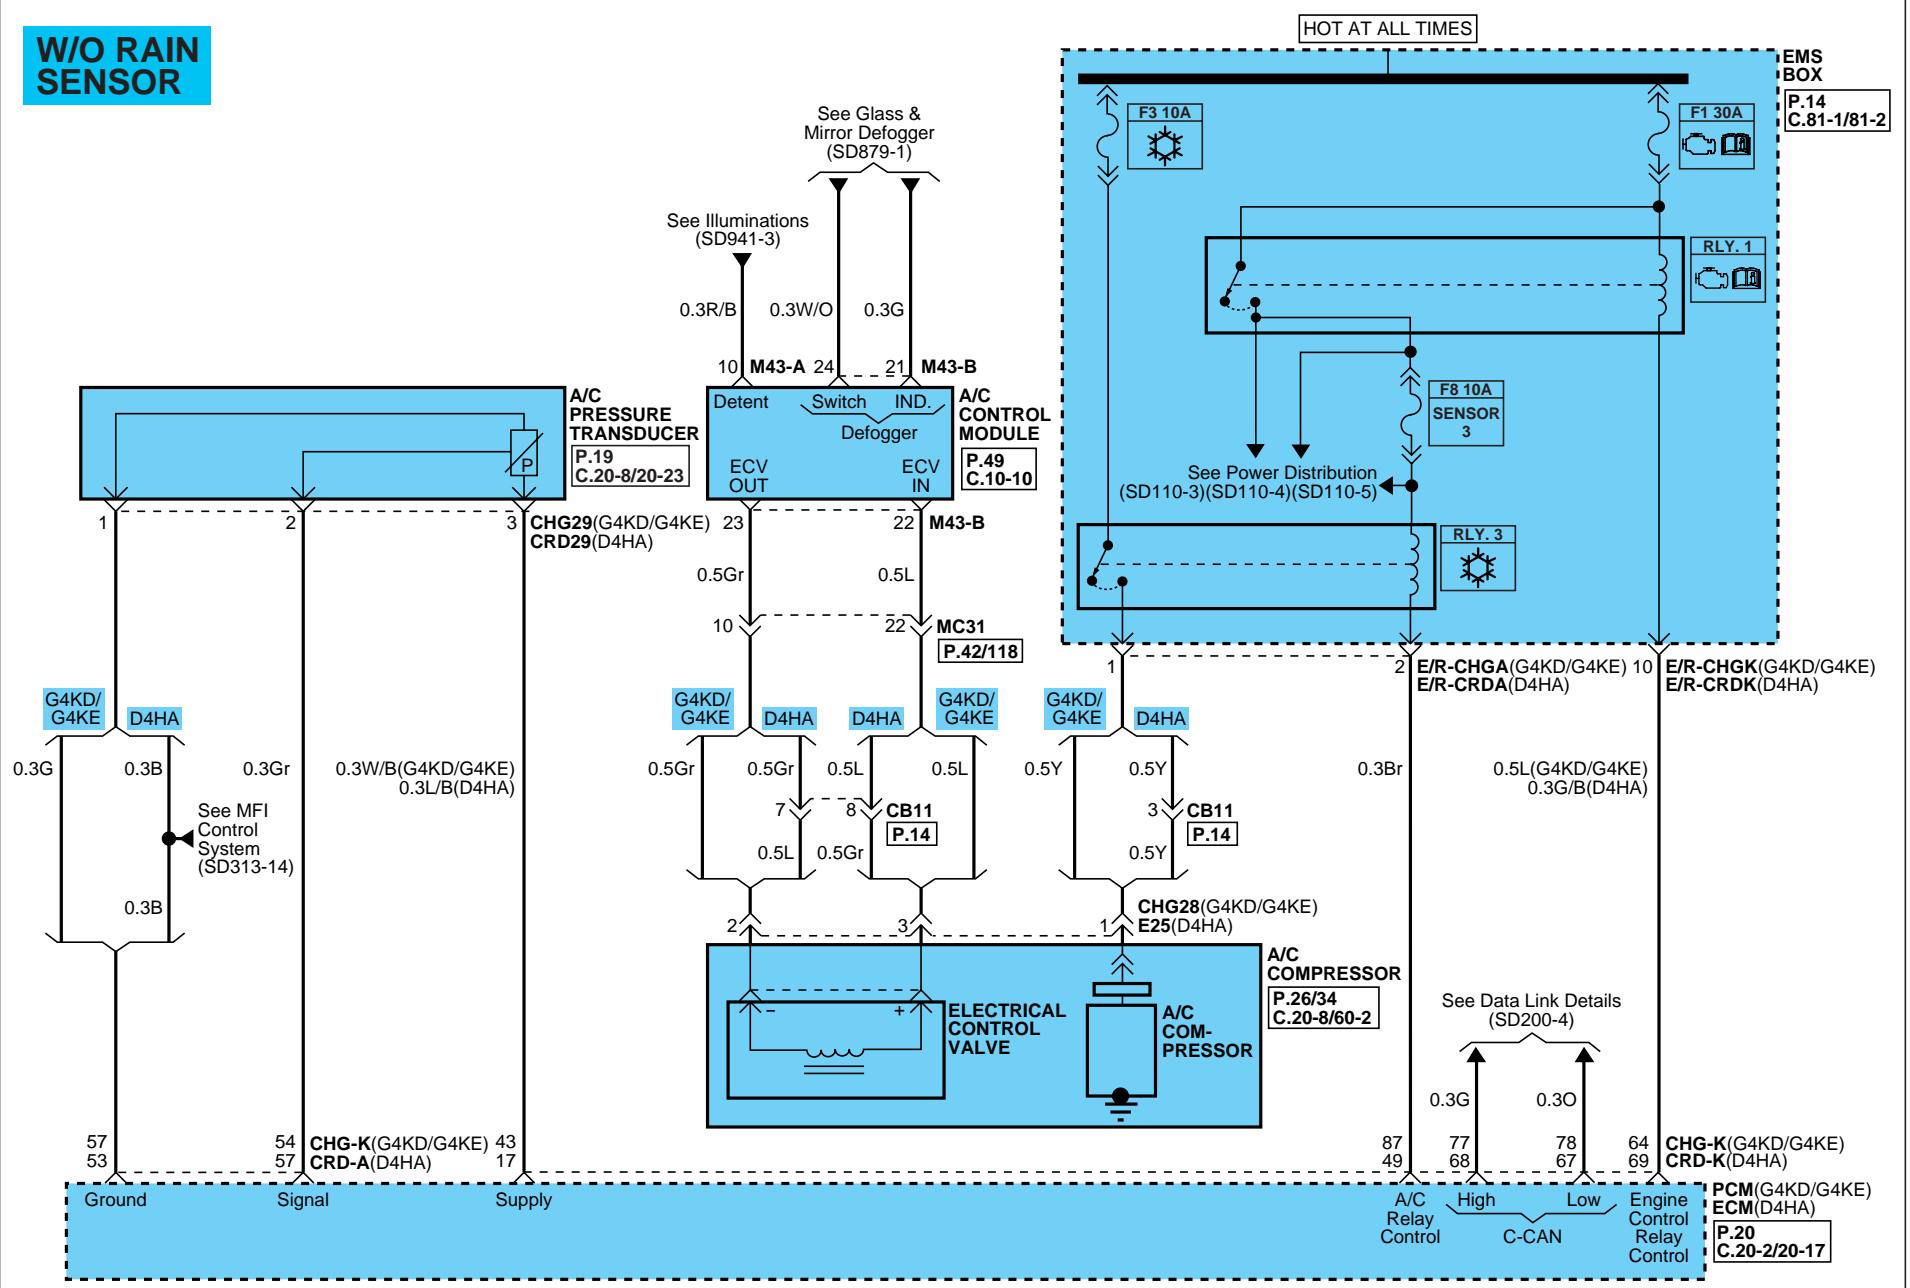 W/O RAIN
SENSOR
HOT AT ALL TIMES
EMS
BOX
P.14
C.81-1/81-2
F3 10A
F1 30A
RLY. 1
F8 10A
SENSOR
3
See Power Distribution
(SD110-3)(SD110-4)(SD110-5)
RLY. 3
See Glass &
Mirror Defogger
(SD879-1)
See Illuminations
(SD941-3)
0.3R/B
0.3W/O
0.3G
10 M43-A 24 21 M43-B
Detent
Switch
IND.
Defogger
ECV
OUT
ECV
IN
A/C
CONTROL
MODULE
P.49
C.10-10
A/C
PRESSURE
TRANSDUCER
P.19
C.20-8/20-23
P
1
2
3
CHG29(G4KD/G4KE)
CRD29(D4HA)
23
22 M43-B
0.5Gr
0.5L
10
22 MC31
P.42/118
1
2 E/R-CHGA(G4KD/G4KE)
E/R-CRDA(D4HA)
10 E/R-CHGK(G4KD/G4KE)
E/R-CRDK(D4HA)
G4KD/
G4KE
D4HA
G4KD/
G4KE
D4HA
D4HA
G4KD/
G4KE
G4KD/
G4KE
D4HA
0.3G
0.3B
0.3Gr
0.3W/B(G4KD/G4KE)
0.3L/B(D4HA)
0.5Gr
0.5Gr
0.5L
0.5L
0.5Y
0.5Y
0.3Br
0.5L(G4KD/G4KE)
0.3G/B(D4HA)
See MFI
Control
System
(SD313-14)
0.3B
7
8 CB11
P.14
3 CB11
P.14
0.5L
0.5Gr
0.5Y
CHG28(G4KD/G4KE)
E25(D4HA)
2
3
1
A/C
COMPRESSOR
P.26/34
C.20-8/60-2
−
+
ELECTRICAL
CONTROL
VALVE
A/C
COM-
PRESSOR
See Data Link Details
(SD200-4)
0.3G
0.3O
57
53
54 CHG-K(G4KD/G4KE) 43
57 CRD-A(D4HA) 17
87
49
77
68
78
67
64 CHG-K(G4KD/G4KE)
69 CRD-K(D4HA)
Ground
Signal
Supply
A/C
Relay
Control
High
Low
C-CAN
Engine
Control
Relay
Control
PCM(G4KD/G4KE)
ECM(D4HA)
P.20
C.20-2/20-17